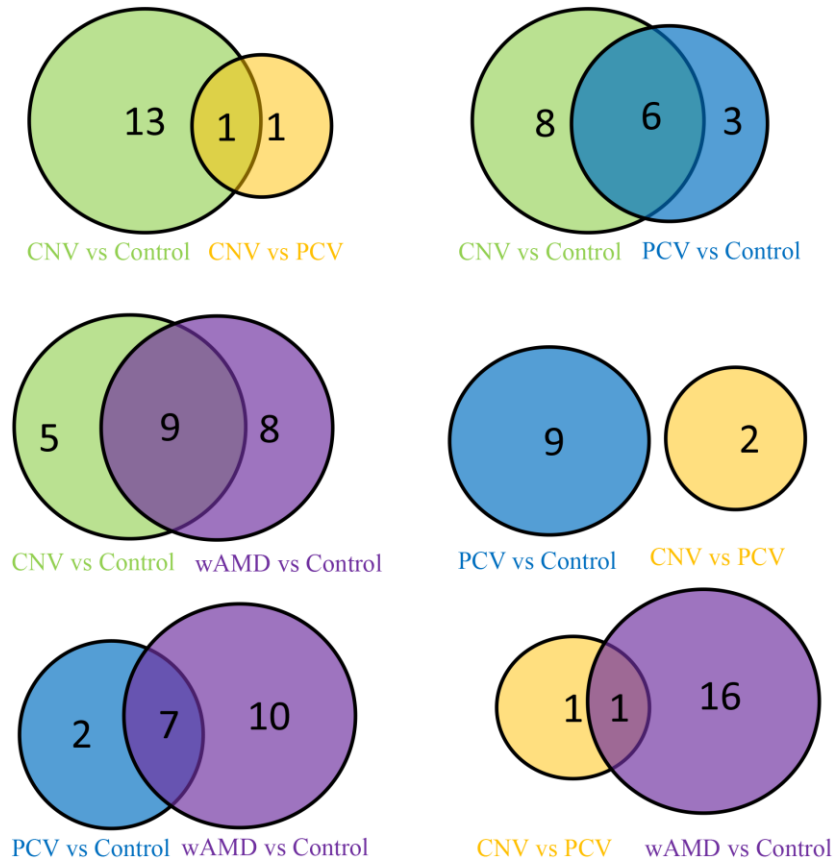 13 1 1
8 6 3
CNV vs Control CNV vs PCV
CNV vs Control PCV vs Control
5 9 8
9 2
CNV vs Control wAMD vs Control
PCV vs Control CNV vs PCV
2 7 10
1 1 16
PCV vs Control wAMD vs Control
CNV vs PCV wAMD vs Control